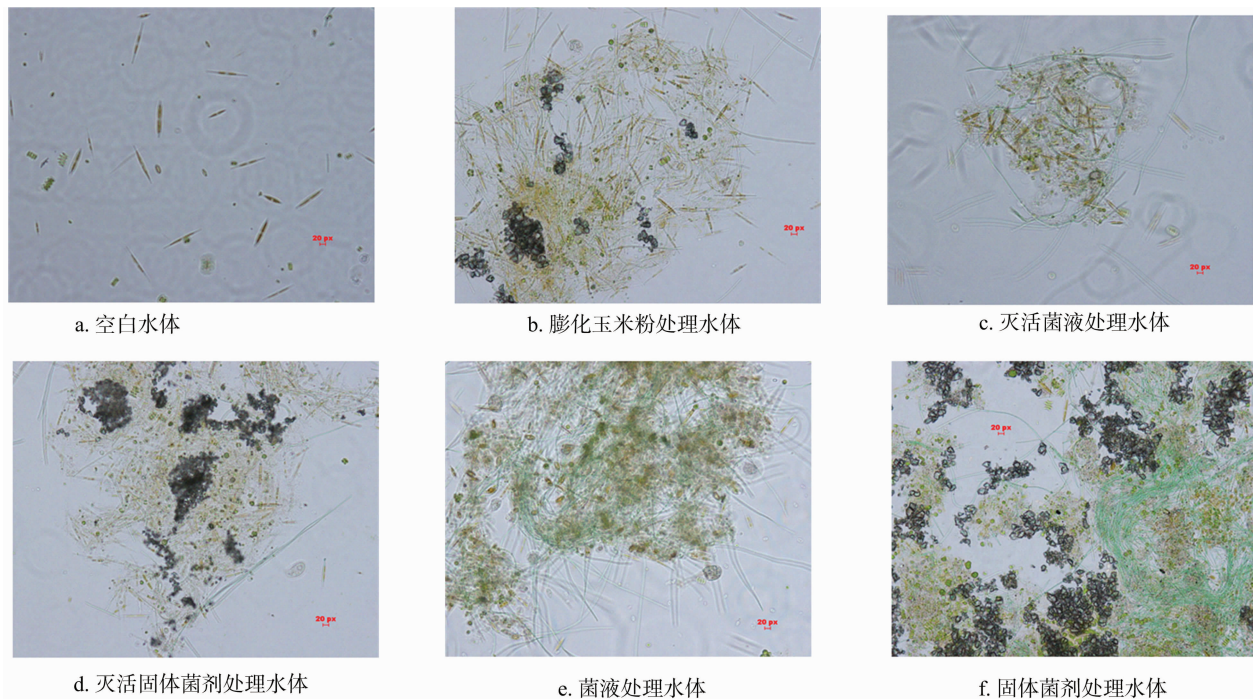 20 px
20 px
20 px
a. 空白水体
b. 膨化玉米粉处理水体
c. 灭活菌液处理水体
20 px
20 px
20 px
d. 灭活固体菌剂处理水体
e. 菌液处理水体
f. 固体菌剂处理水体